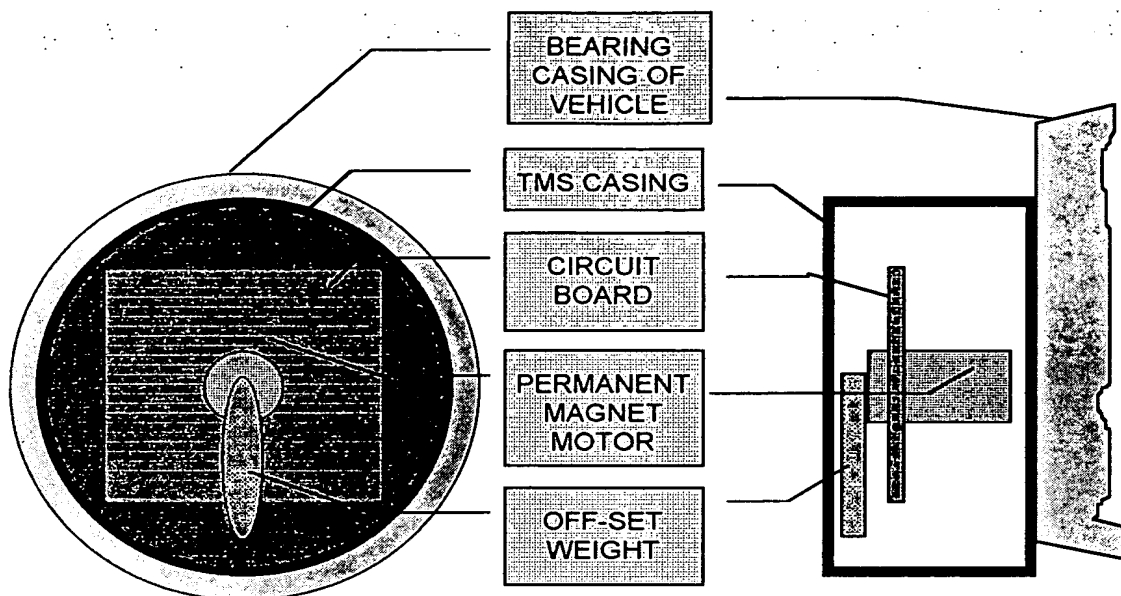 BEARING
CASING OF
VEHICLE
TMS CASING
CIRCUIT
BOARD
PERMANENT
MAGNET
MOTOR
OFF-SET
WEIGHT